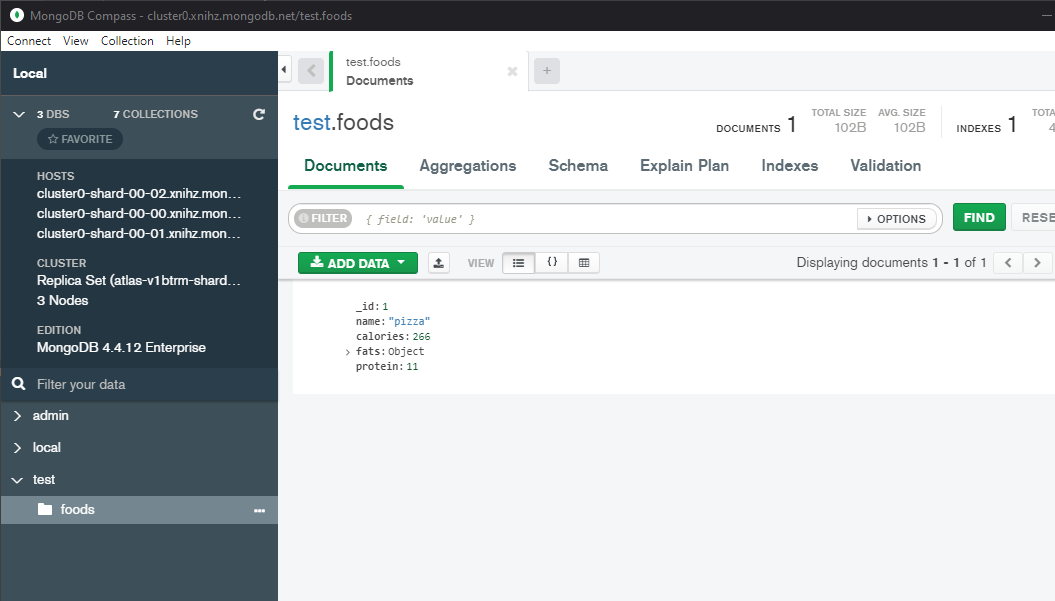 MongoDB Compass - cluster0.xnihz.mongodb.net/test.foods
Connect View Collection Help
Local
3 DBS 7 COLLECTIONS
FAVORITE
HOSTS
cluster0-shard-00-02.xnihz.mon...
cluster0-shard-00-00.xnihz.mon...
cluster0-shard-00-01.xnihz.mon...
CLUSTER
Replica Set (atlas-v1btrm-shard...
3 Nodes
EDITION
MongoDB 4.4.12 Enterprise
Filter your data
admin
local
test
foods
test.foods
Documents
test.foods
DOCUMENTS 1 TOTAL SIZE 102B AVG. SIZE 102B INDEXES 1 TOTA 4
Documents Aggregations Schema Explain Plan Indexes Validation
FILTER { field: 'value' } OPTIONS FIND RESE
ADD DATA VIEW {} Displaying documents 1 - 1 of 1
_id: 1
name: "pizza"
calories: 266
fats: Object
protein: 11